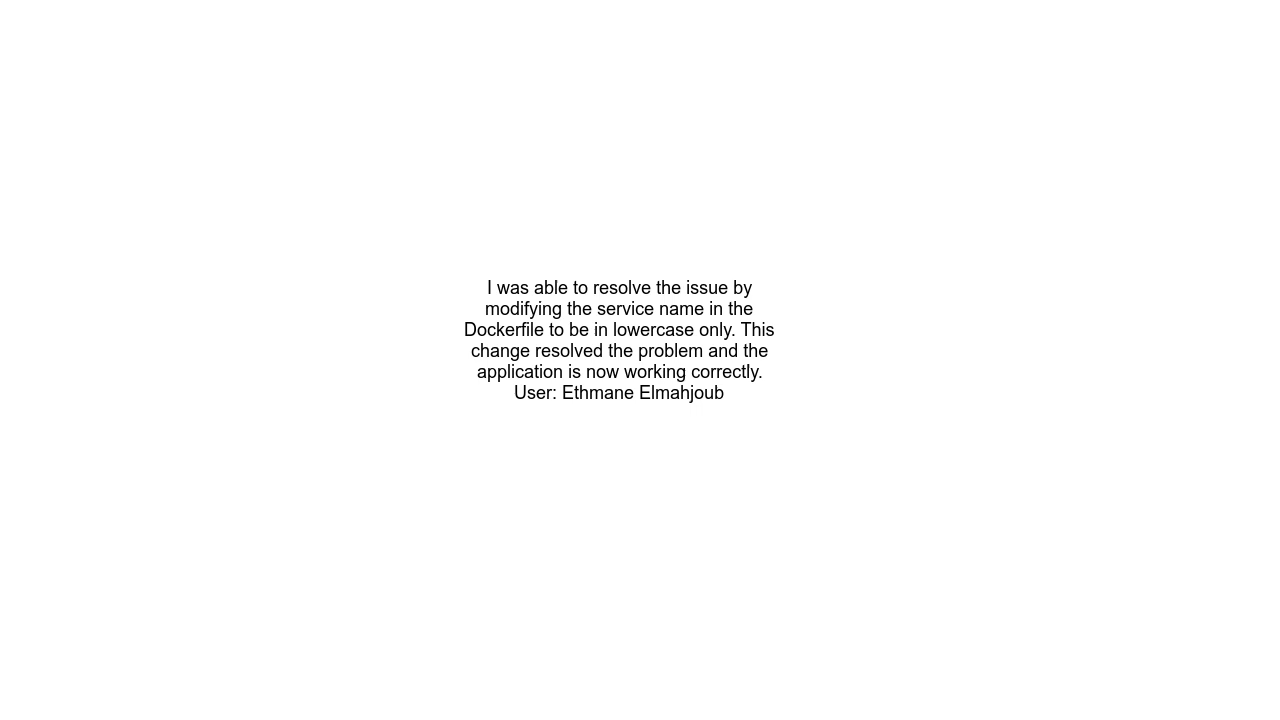 I was able to resolve the issue by
modifying the service name in the
Dockerfile to be in lowercase only. This
change resolved the problem and the
application is now working correctly.
User: Ethmane Elmahjoub